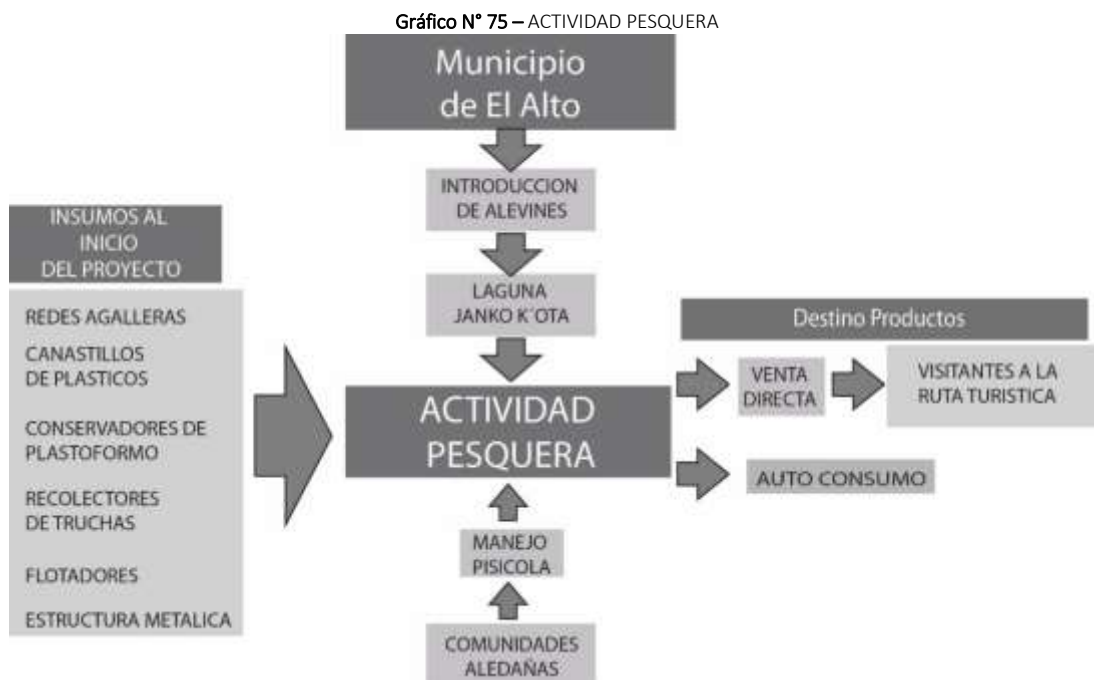 Gráfico N° 75 – ACTIVIDAD PESQUERA
Municipio
de El Alto
INTRODUCCION
DE ALEVINES
LAGUNA
JANKO K´OTA
INSUMOS AL
INICIO
DEL PROYECTO
REDES AGALLERAS
CANASTILLOS
DE PLASTICOS
CONSERVADORES DE
PLASTOFORMO
RECOLECTORES
DE TRUCHAS
FLOTADORES
ESTRUCTURA METALICA
ACTIVIDAD
PESQUERA
MANEJO
PISICOLA
COMUNIDADES
ALEDAÑAS
Destino Productos
VENTA
DIRECTA
VISITANTES A LA
RUTA TURISTICA
AUTO CONSUMO